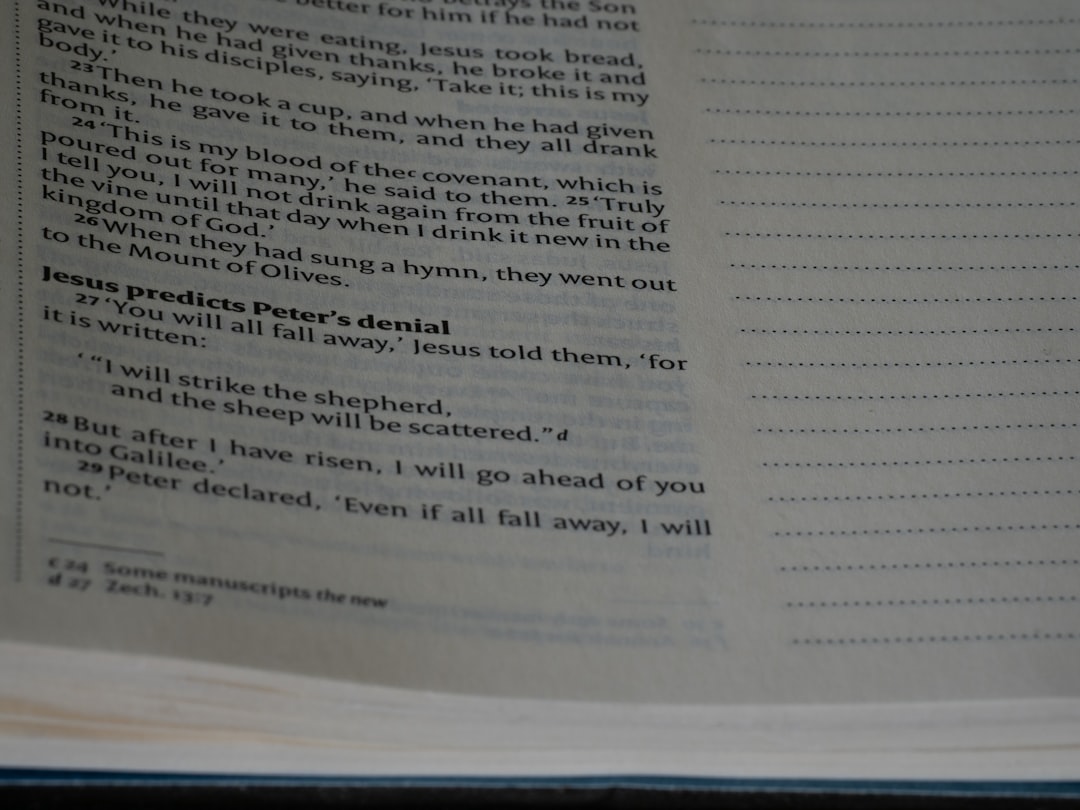 betrays the Son
better for him if he had not
While they were eating, Jesus took bread,
and when he had given thanks, he broke it and
gave it to his disciples, saying, ‘Take it; this is my
body.’
23 Then he took a cup, and when he had given
thanks, he gave it to them, and they all drank
from it.
24 ‘This is my blood of the c covenant, which is
poured out for many,’ he said to them. 25 ‘Truly
I tell you, I will not drink again from the fruit of
the vine until that day when I drink it new in the
kingdom of God.’
26 When they had sung a hymn, they went out
to the Mount of Olives.
Jesus predicts Peter’s denial
27 ‘You will all fall away,’ Jesus told them, ‘for
it is written:
‘ “I will strike the shepherd,
and the sheep will be scattered.” d
28 But after I have risen, I will go ahead of you
into Galilee.’
29 Peter declared, ‘Even if all fall away, I will
not.’
c 24 Some manuscripts the new
d 27 Zech. 13:7